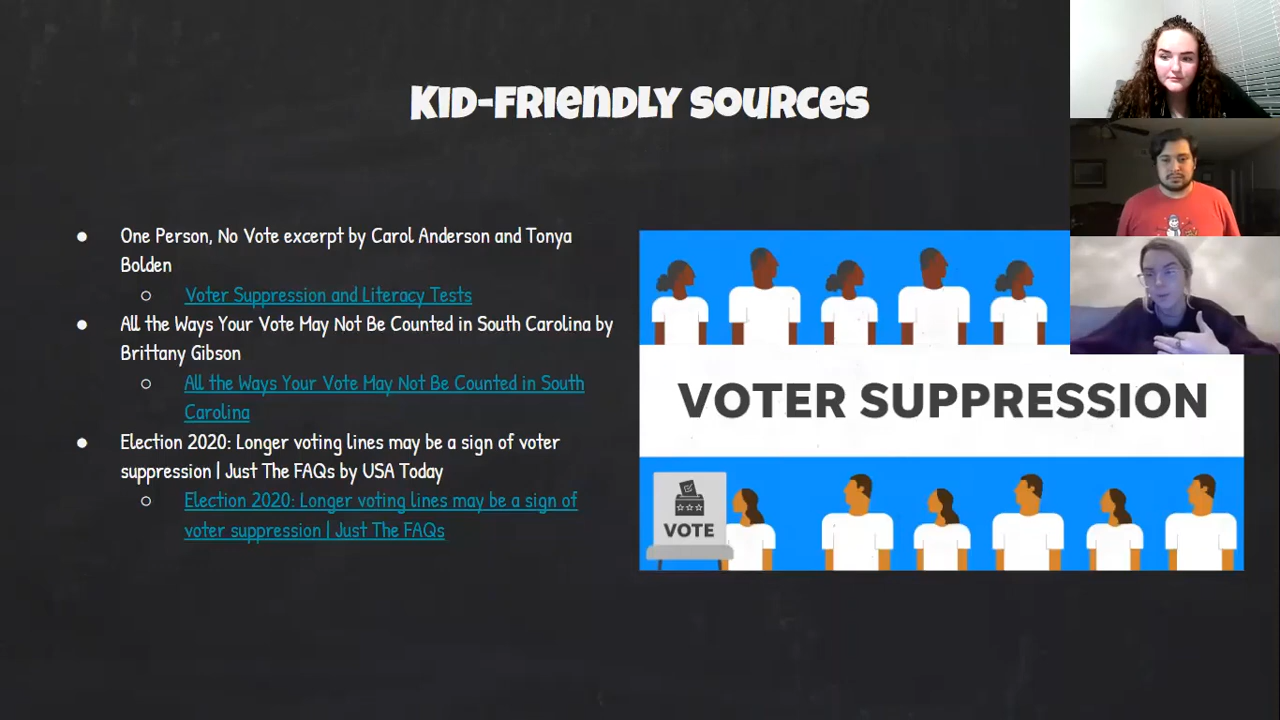 Kid-Friendly Sources
● One Person, No Vote excerpt by Carol Anderson and Tonya
Bolden
○ Voter Suppression and Literacy Tests
● All the Ways Your Vote May Not Be Counted in South Carolina by
Brittany Gibson
○ All the Ways Your Vote May Not Be Counted in South
Carolina
● Election 2020: Longer voting lines may be a sign of voter
suppression | Just The FAQs by USA Today
○ Election 2020: Longer voting lines may be a sign of
voter suppression | Just The FAQs
VOTER SUPPRESSION
VOTE